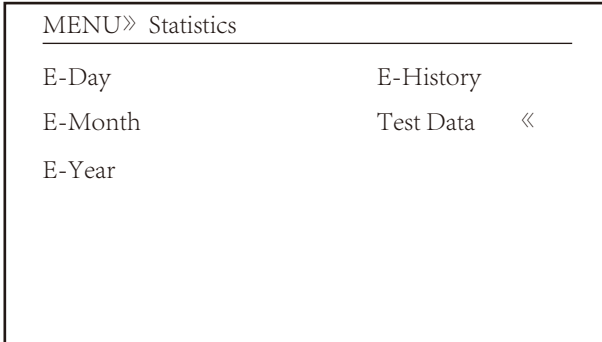 MENU》 Statistics
E-Day E-History
E-Month Test Data 《
E-Year